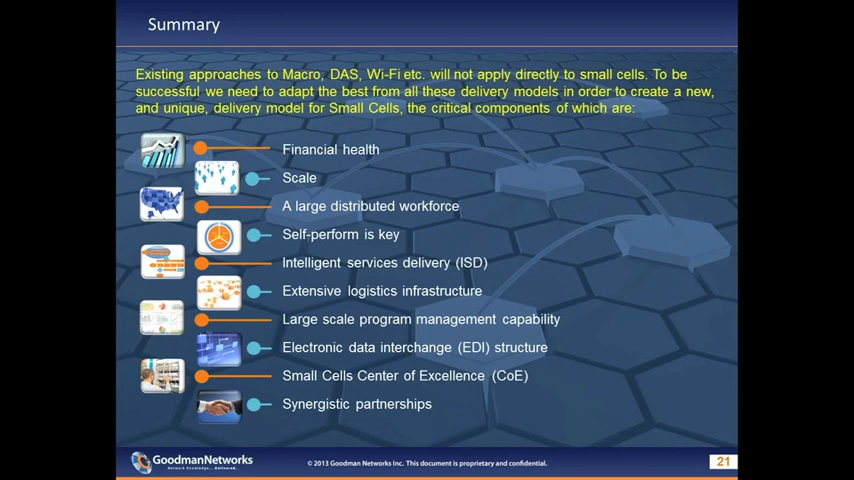 Summary
Existing approaches to Macro, DAS, Wi-Fi etc. will not apply directly to small cells. To be
successful we need to adapt the best from all these delivery models in order to create a new,
and unique, delivery model for Small Cells, the critical components of which are:
Financial health
Scale
A large distributed workforce
Self-perform is key
Intelligent services delivery (ISD)
Extensive logistics infrastructure
Large scale program management capability
Electronic data interchange (EDI) structure
Small Cells Center of Excellence (CoE)
Synergistic partnerships
GoodmanNetworks
Network Knowledge... Delivered.
© 2013 Goodman Networks Inc. This document is proprietary and confidential.
21